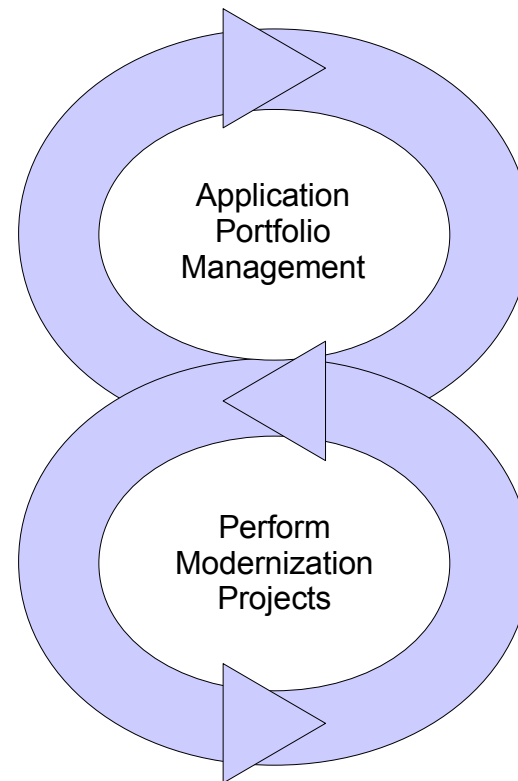 Application
Portfolio
Management
Perform
Modernization
Projects